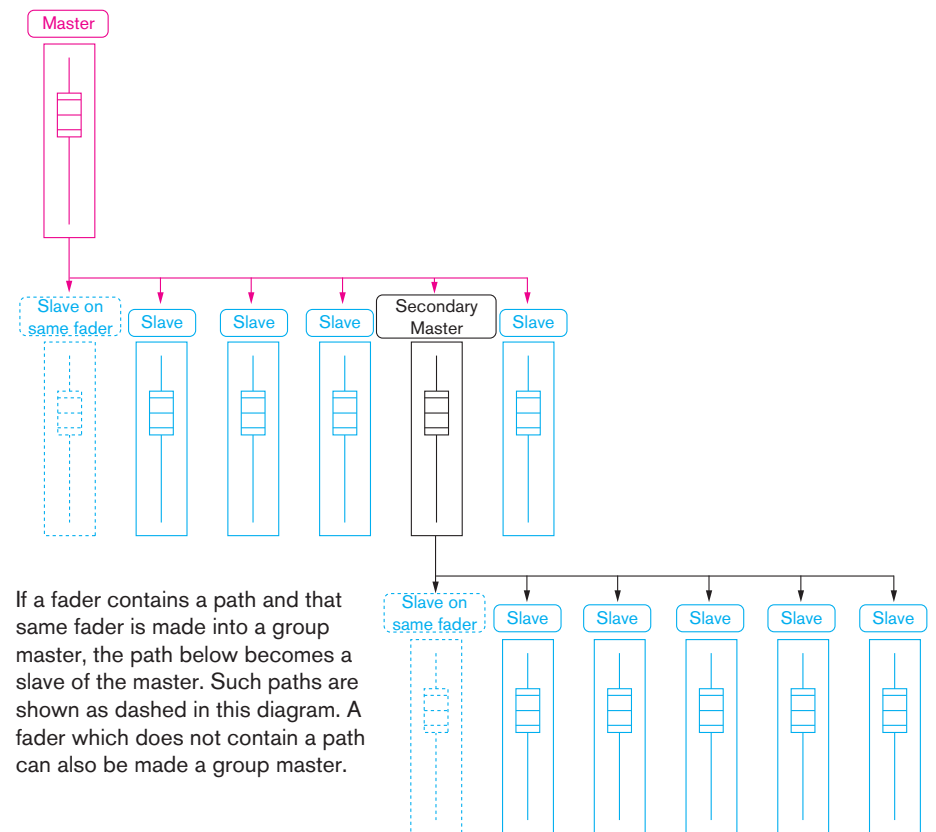 Master
Slave on
same fader
Slave
Slave
Slave
Secondary
Master
Slave
If a fader contains a path and that
same fader is made into a group
master, the path below becomes a
slave of the master. Such paths are
shown as dashed in this diagram. A
fader which does not contain a path
can also be made a group master.
Slave on
same fader
Slave
Slave
Slave
Slave
Slave